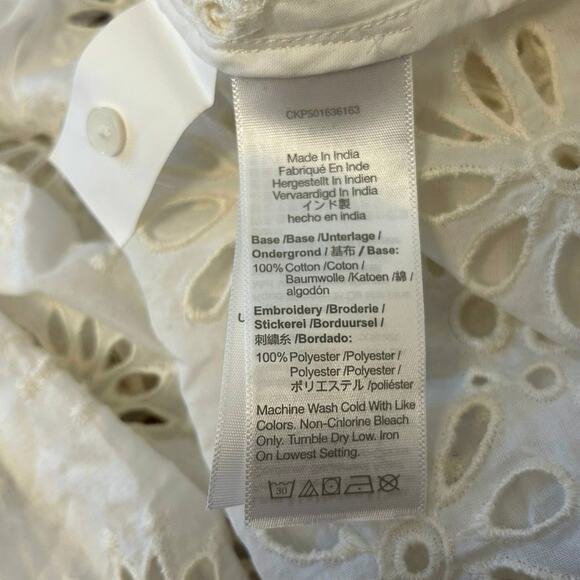 CKPS01636163
Made In India
Fabriqué En Inde
Hergestellt In Indien
Vervaardigd In India
インド製
hecho en india
Base /Base /Unterlage /
Ondergrond / 基布 / Base:
100% Cotton /Coton /
Baumwolle /Katoen /綿 /
algodón
Embroidery /Broderie /
Stickerei /Borduursel /
刺繍糸 /Bordado:
100% Polyester /Polyester /
Polyester /Polyester /
ポリエステル /poliéster
Machine Wash Cold With Like
Colors. Non-Chlorine Bleach
Only. Tumble Dry Low. Iron
On Lowest Setting.
30